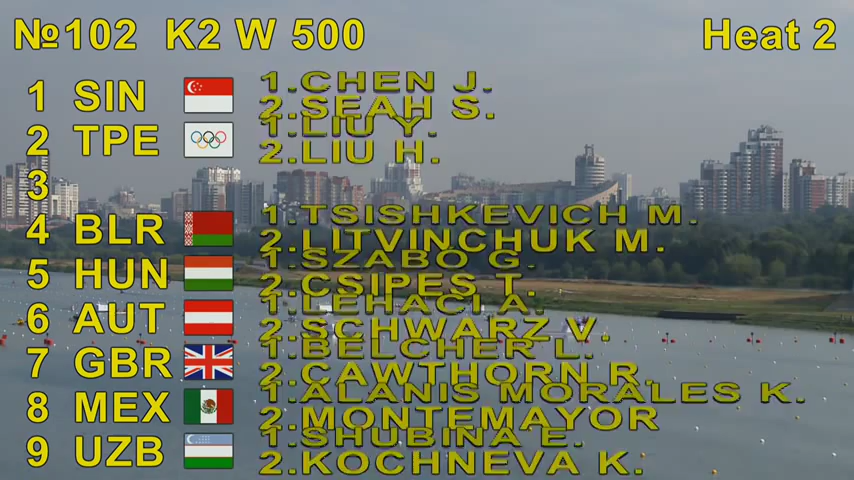 №102 K2 W 500 Heat 2
1 SIN 1.CHEN J.
2.SEAH S.
2 TPE 1.LIU Y.
2.LIU H.
3
4 BLR 1.TSISHKEVICH M.
2.LITVINCHUK M.
5 HUN 1.SZABO G.
2.CSIPES T.
6 AUT 1.LEHACI A.
2.SCHWARZ V.
7 GBR 1.BELCHER L.
2.CAWTHORN R.
8 MEX 1.ALANIS MORALES K.
2.MONTEMAYOR
9 UZB 1.SHUBINA E.
2.KOCHNEVA K.